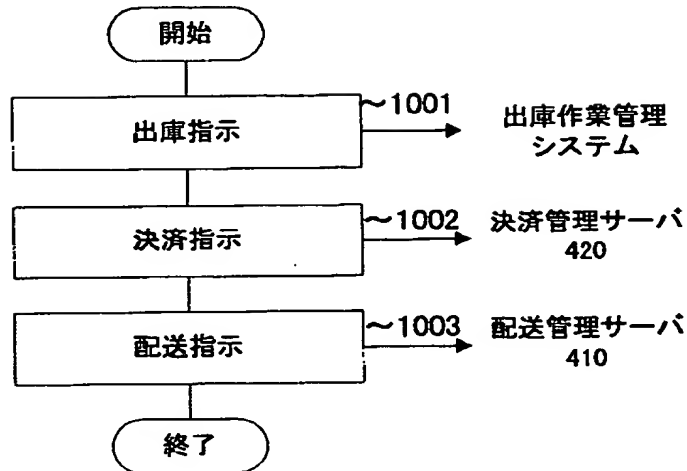 開始
出庫指示
~1001
出庫作業管理
システム
決済指示
~1002
決済管理サーバ
420
配送指示
~1003
配送管理サーバ
410
終了